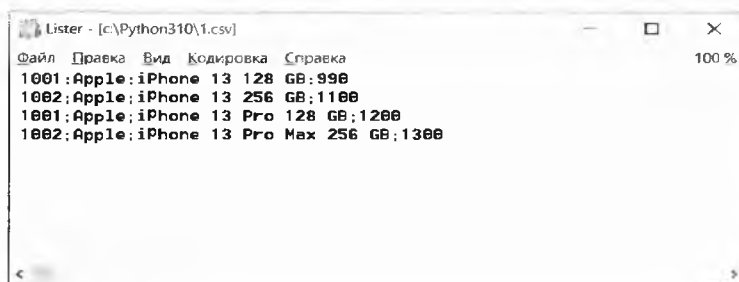 Lister - [c:\Python310\1.csv]
Файл Правка Вид Кодировка Справка 100 %
1001;Apple;iPhone 13 128 GB;990
1002;Apple;iPhone 13 256 GB;1100
1001;Apple;iPhone 13 Pro 128 GB;1200
1002;Apple;iPhone 13 Pro Max 256 GB;1300